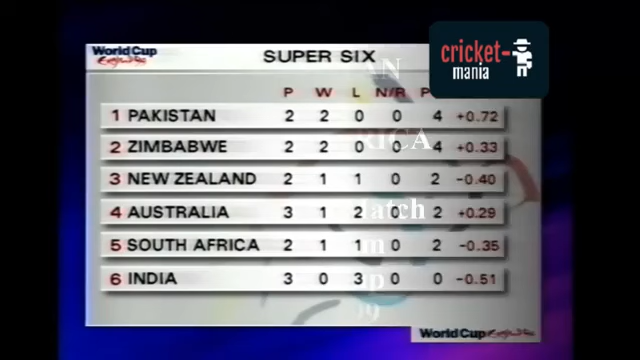 World Cup
SUPER SIX
cricket-
mania
AN
P W L N/R P
1 PAKISTAN 2 2 0 0 4 +0.72
RICA
2 ZIMBABWE 2 2 0 0 4 +0.33
3 NEW ZEALAND 2 1 1 0 2 -0.40
atch
4 AUSTRALIA 3 1 2 0 2 +0.29
5 SOUTH AFRICA 2 1 1 0 2 -0.35
6 INDIA 3 0 3 0 0 -0.51
World Cup